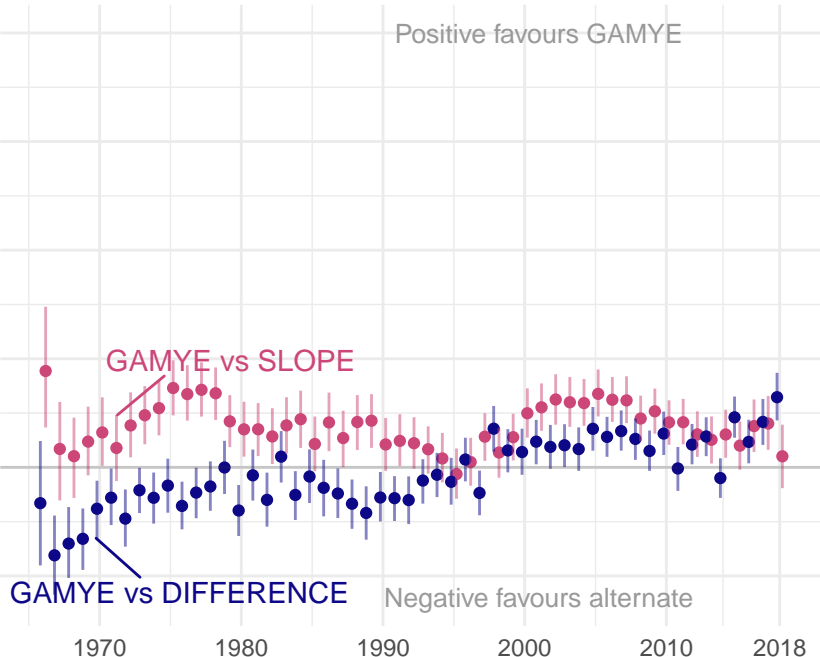 Positive favours GAMYE
GAMYE vs SLOPE
GAMYE vs DIFFERENCE
Negative favours alternate
1970 1980 1990 2000 2010 2018